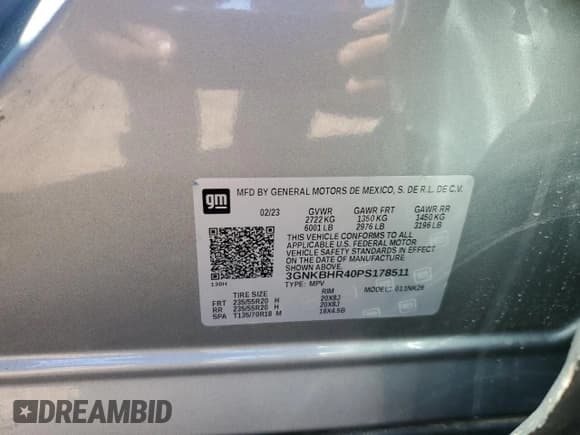 gm
MFD BY GENERAL MOTORS DE MEXICO, S. DE R.L. DE C.V.
02/23 GVWR GAWR FRT GAWR RR
2722 KG 1350 KG 1450 KG
6001 LB 2976 LB 3196 LB
THIS VEHICLE CONFORMS TO ALL
APPLICABLE U.S. FEDERAL MOTOR
VEHICLE SAFETY STANDARDS IN
EFFECT ON THE DATE OF
MANUFACTURE SHOWN ABOVE.
3GNKBHR40PS178511
130H TYPE: MPV MODEL:
TIRE SIZE RIM
FRT 235/55R20 H 20X8J
RR 235/55R20 H 20X8J
SPA T135/70R18 M 18X4.5B
DREAMBID